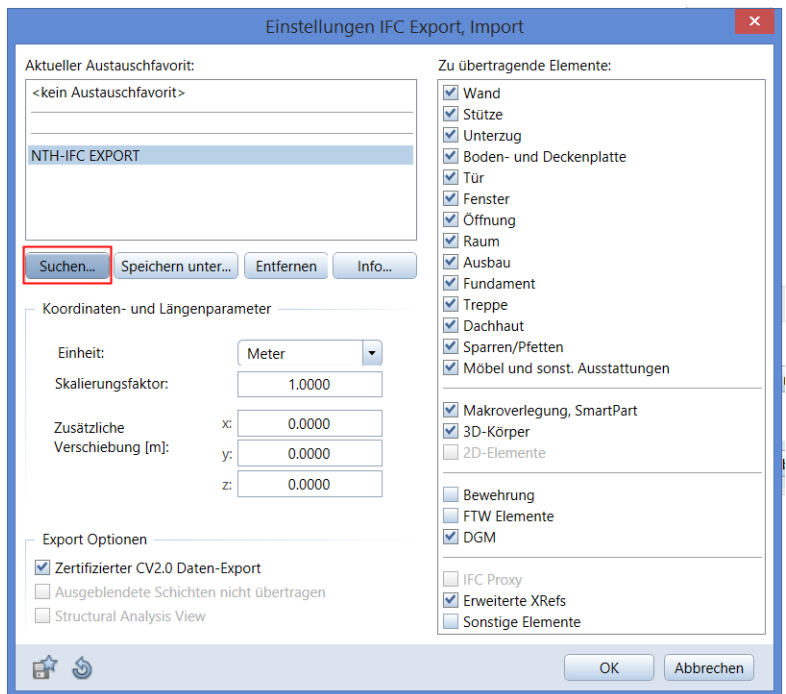 Einstellungen IFC Export, Import
Aktueller Austauschfavorit:
<kein Austauschfavorit>
NTH-IFC EXPORT
Suchen...
Speichern unter...
Entfernen
Info...
Koordinaten- und Längenparameter
Einheit:
Meter
Skalierungsfaktor:
1.0000
Zusätzliche
Verschiebung [m]:
x:
0.0000
y:
0.0000
z:
0.0000
Export Optionen
Zertifizierter CV2.0 Daten-Export
Ausgeblendete Schichten nicht übertragen
Structural Analysis View
Zu übertragende Elemente:
Wand
Stütze
Unterzug
Boden- und Deckenplatte
Tür
Fenster
Öffnung
Raum
Ausbau
Fundament
Treppe
Dachhaut
Sparren/Pfetten
Möbel und sonst. Ausstattungen
Makroverlegung, SmartPart
3D-Körper
2D-Elemente
Bewehrung
FTW Elemente
DGM
IFC Proxy
Erweiterte XRefs
Sonstige Elemente
OK
Abbrechen